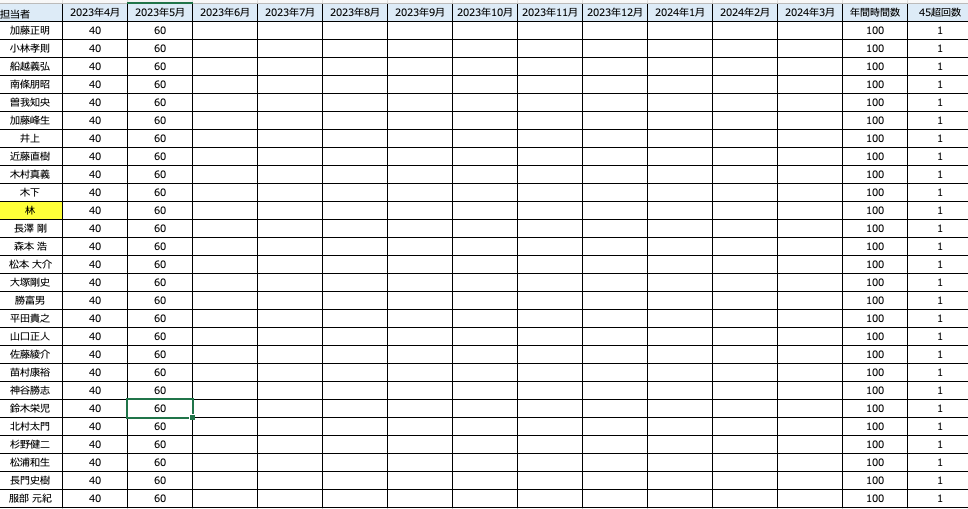 担当者 2023年4月 2023年5月 2023年6月 2023年7月 2023年8月 2023年9月 2023年10月 2023年11月 2023年12月 2024年1月 2024年2月 2024年3月 年間時間数 45超回数
加藤正明 40 60 100 1
小林孝則 40 60 100 1
船越義弘 40 60 100 1
南條朋昭 40 60 100 1
曽我知央 40 60 100 1
加藤峰生 40 60 100 1
井上 40 60 100 1
近藤直樹 40 60 100 1
木村真義 40 60 100 1
木下 40 60 100 1
林 40 60 100 1
長澤 剛 40 60 100 1
森本 浩 40 60 100 1
松本 大介 40 60 100 1
大塚剛史 40 60 100 1
勝富男 40 60 100 1
平田貴之 40 60 100 1
山口正人 40 60 100 1
佐藤綾介 40 60 100 1
苗村康裕 40 60 100 1
神谷勝志 40 60 100 1
鈴木栄児 40 60 100 1
北村太門 40 60 100 1
杉野健二 40 60 100 1
松浦和生 40 60 100 1
長門史樹 40 60 100 1
服部 元紀 40 60 100 1